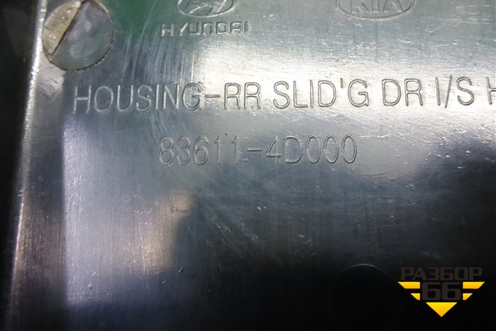 HYUNDAI KIA
HOUSING-RR SLID'G DR I/S H
83611-4D000
РАЗБОР
66